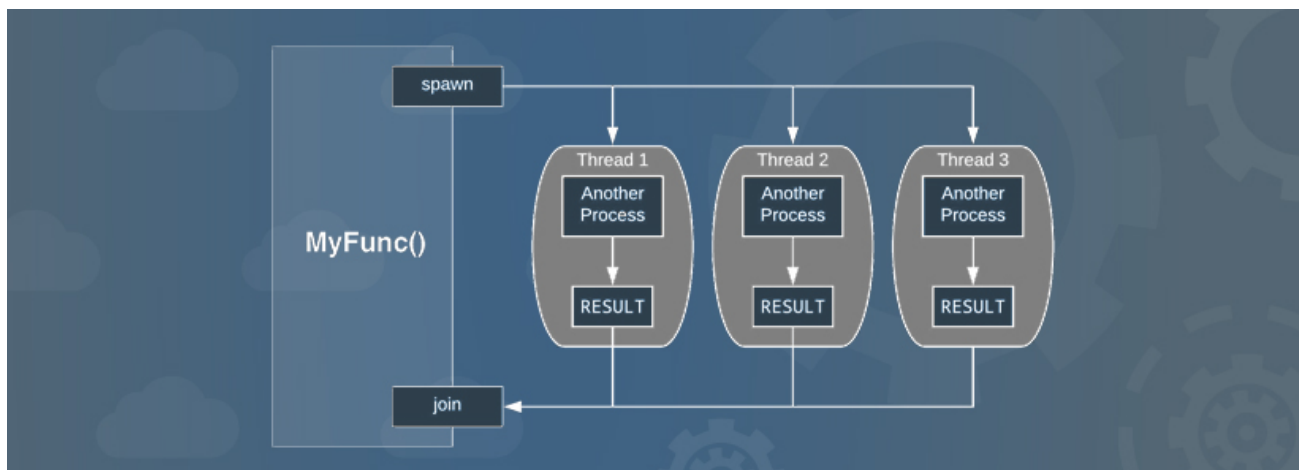 spawn
Thread 1
Another
Process
RESULT
Thread 2
Another
Process
RESULT
Thread 3
Another
Process
RESULT
MyFunc()
join